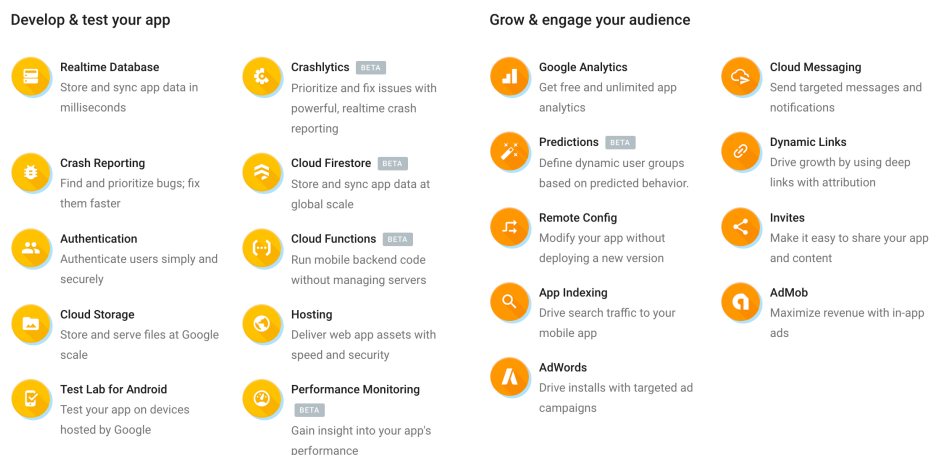 Develop & test your app
Realtime Database
Store and sync app data in
milliseconds
Crashlytics BETA
Prioritize and fix issues with
powerful, realtime crash
reporting
Crash Reporting
Find and prioritize bugs; fix
them faster
Cloud Firestore BETA
Store and sync app data at
global scale
Authentication
Authenticate users simply and
securely
Cloud Functions BETA
Run mobile backend code
without managing servers
Cloud Storage
Store and serve files at Google
scale
Hosting
Deliver web app assets with
speed and security
Test Lab for Android
Test your app on devices
hosted by Google
Performance Monitoring
BETA
Gain insight into your app's
performance
Grow & engage your audience
Google Analytics
Get free and unlimited app
analytics
Cloud Messaging
Send targeted messages and
notifications
Predictions BETA
Define dynamic user groups
based on predicted behavior.
Dynamic Links
Drive growth by using deep
links with attribution
Remote Config
Modify your app without
deploying a new version
Invites
Make it easy to share your app
and content
App Indexing
Drive search traffic to your
mobile app
AdMob
Maximize revenue with in-app
ads
AdWords
Drive installs with targeted ad
campaigns